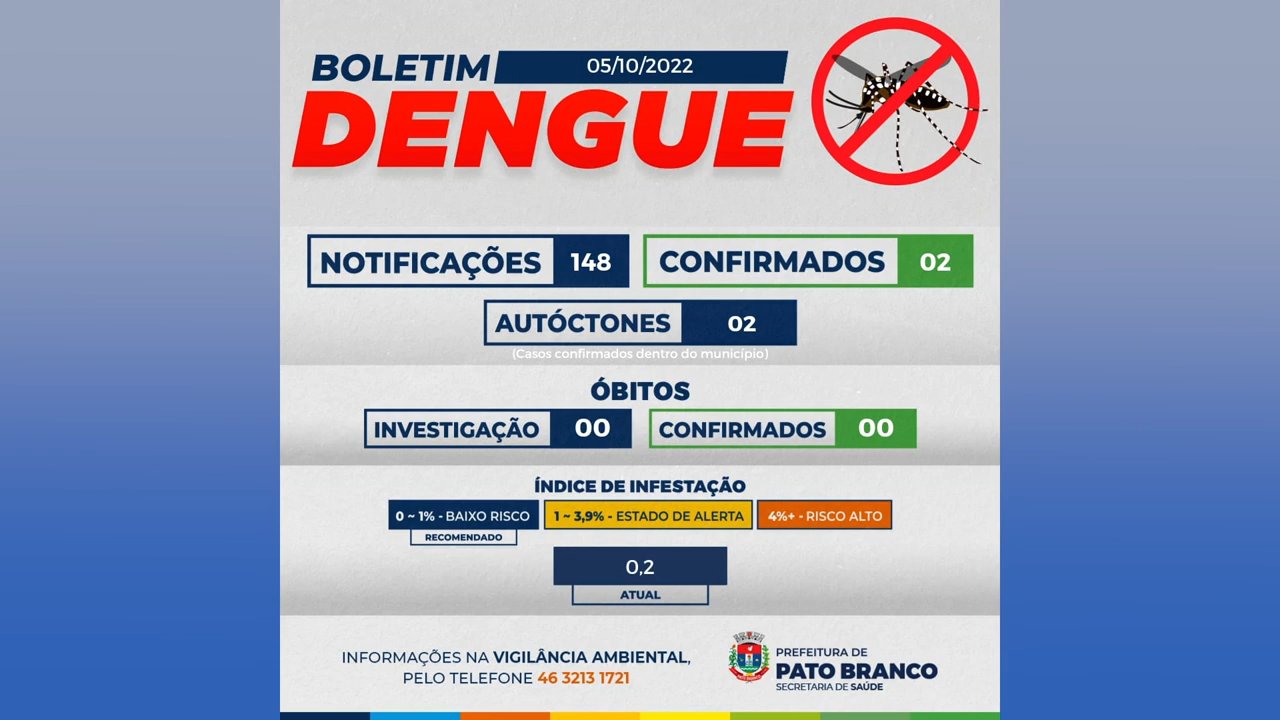 BOLETIM 05/10/2022
DENGUE
NOTIFICAÇÕES 148 CONFIRMADOS 02
AUTÓCTONES 02
(Casos confirmados dentro do município)
ÓBITOS
INVESTIGAÇÃO 00 CONFIRMADOS 00
ÍNDICE DE INFESTAÇÃO
0 ~ 1% - BAIXO RISCO 1 ~ 3,9% - ESTADO DE ALERTA 4%+ - RISCO ALTO
RECOMENDADO
0,2
ATUAL
INFORMAÇÕES NA VIGILÂNCIA AMBIENTAL,
PELO TELEFONE 46 3213 1721
PREFEITURA DE
PATO BRANCO
SECRETARIA DE SAÚDE